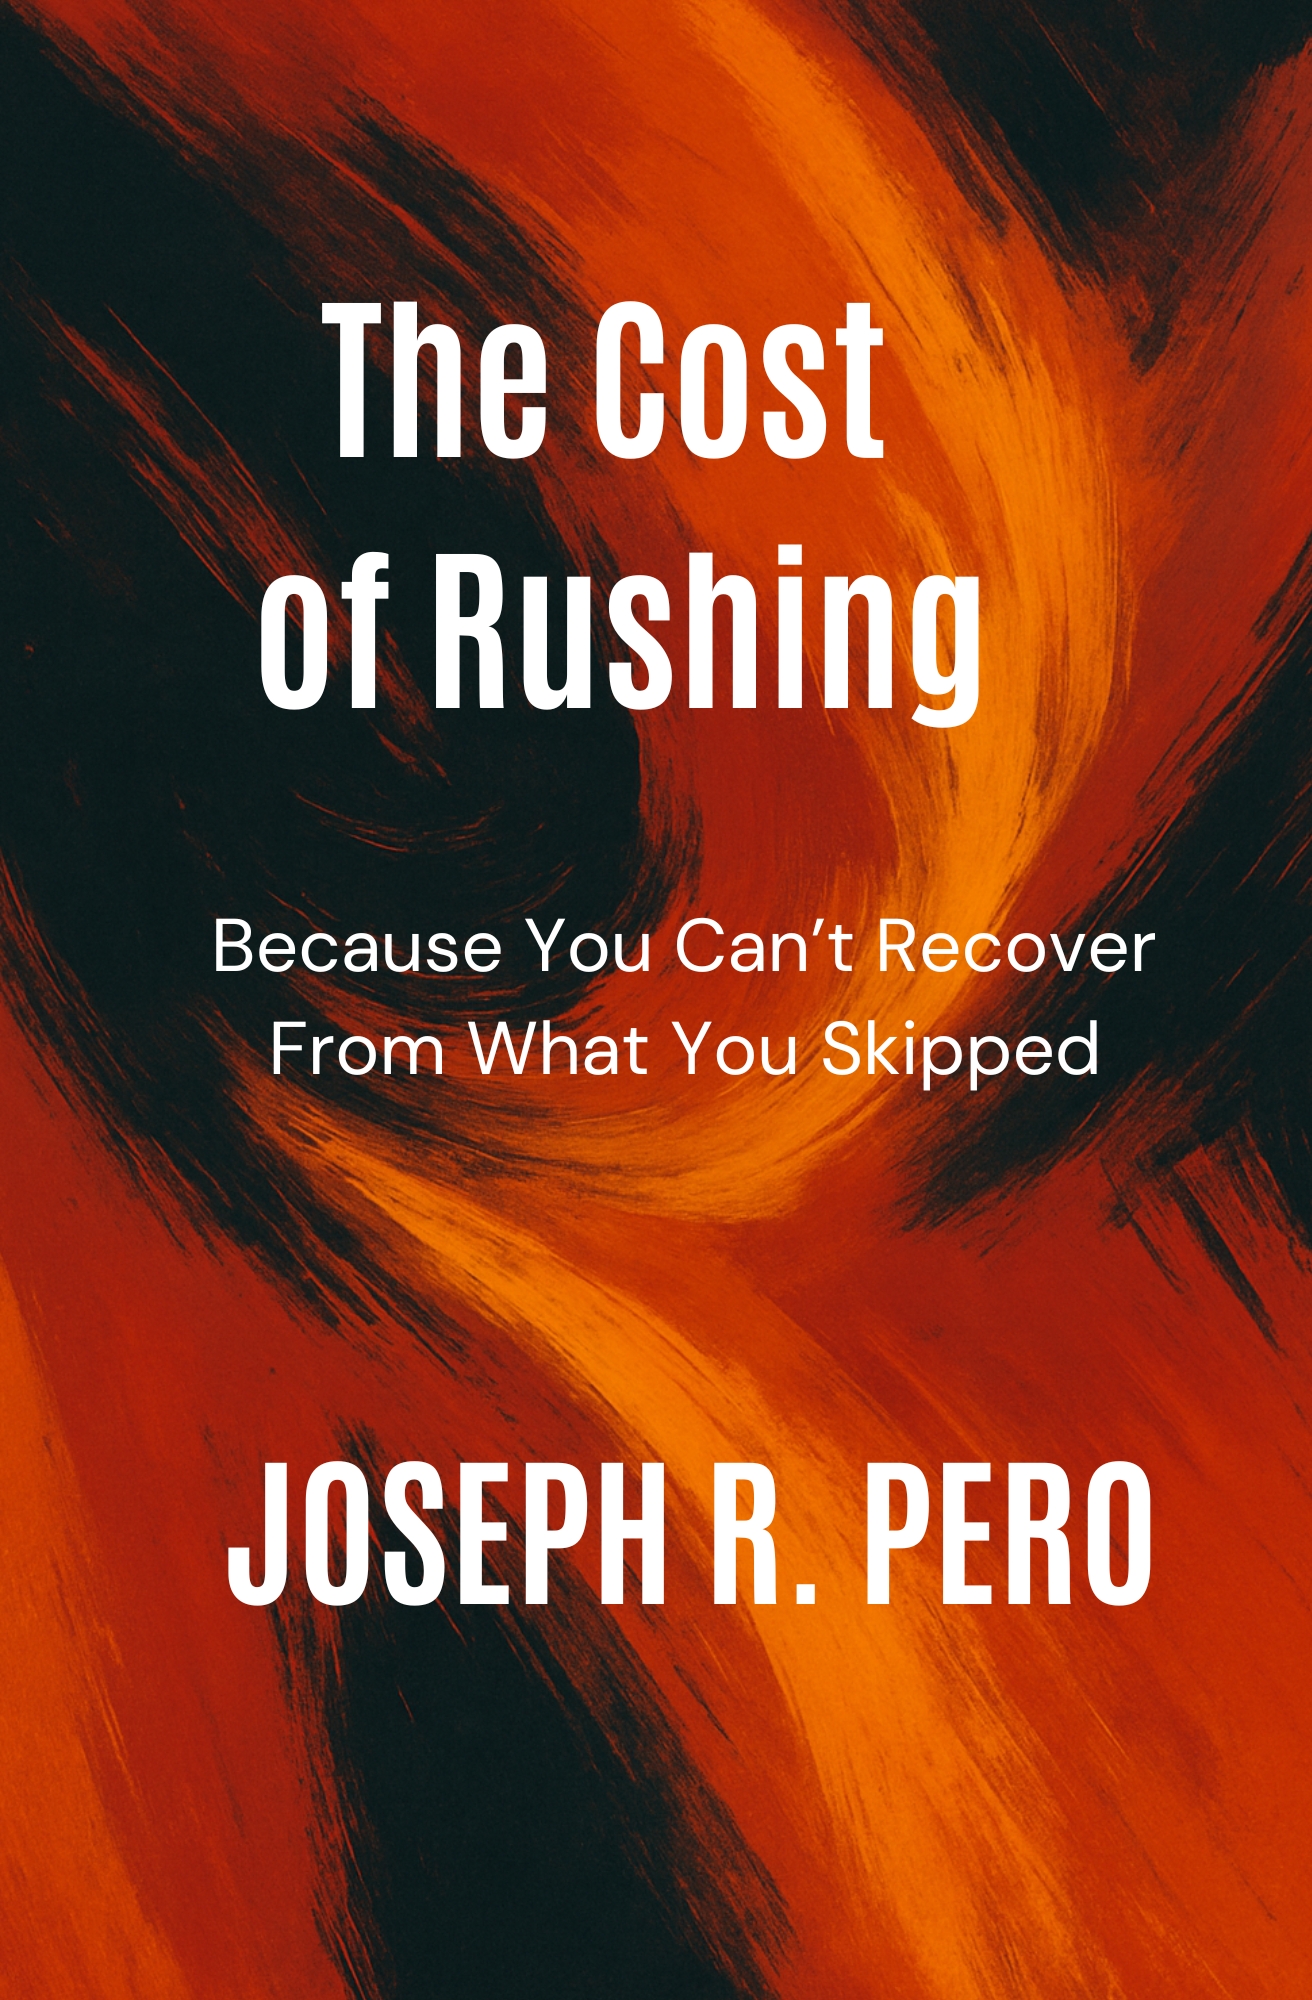 The Cost
of Rushing
Because You Can’t Recover
From What You Skipped
JOSEPH R. PERO